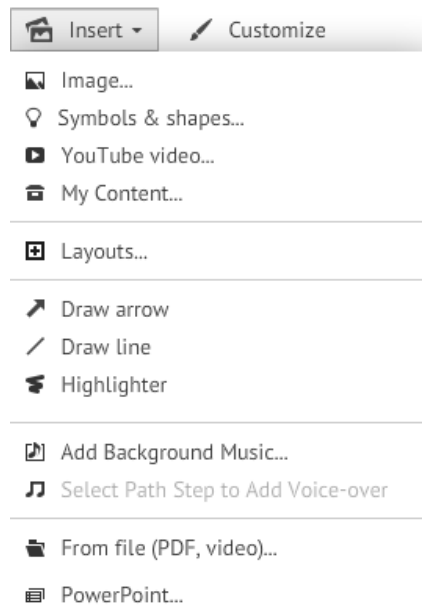 Insert
Customize
Image...
Symbols & shapes...
YouTube video...
My Content...
Layouts...
Draw arrow
Draw line
Highlighter
Add Background Music...
Select Path Step to Add Voice-over
From file (PDF, video)...
PowerPoint...